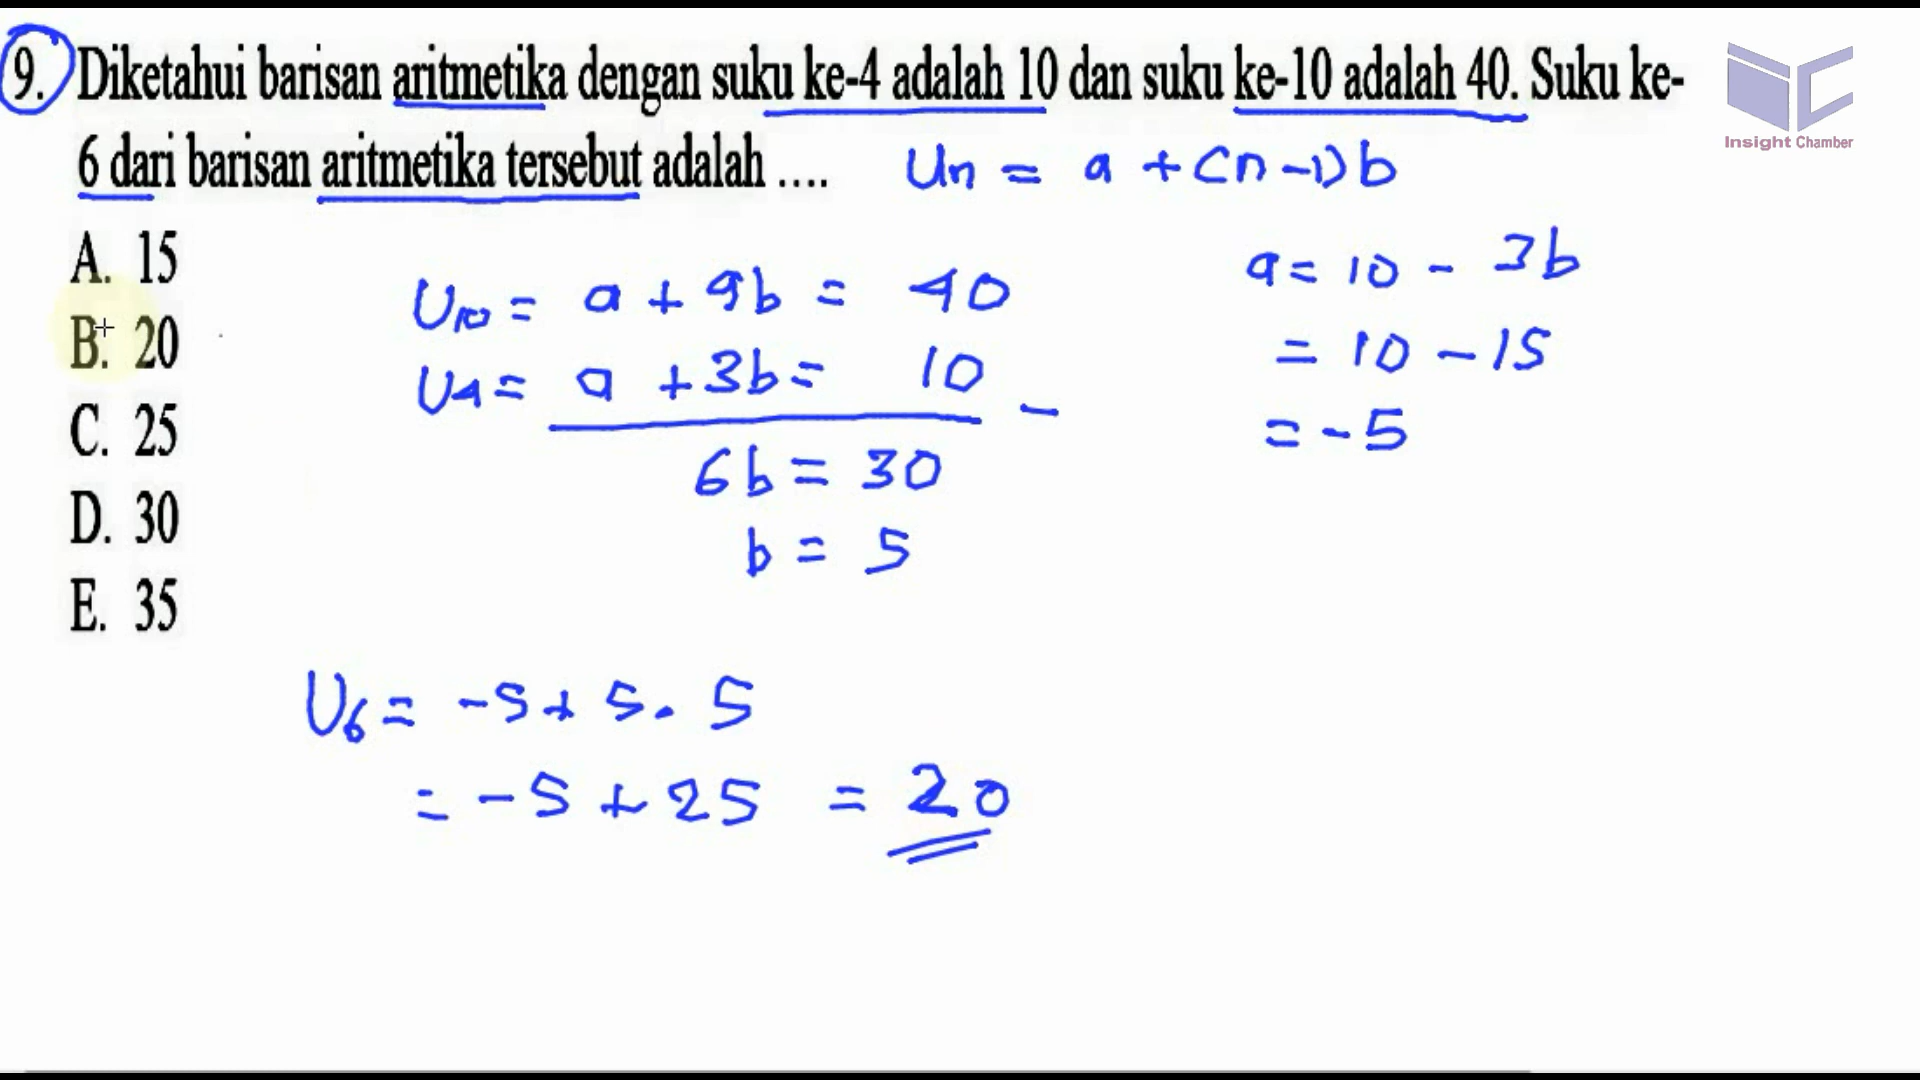 9. Diketahui barisan aritmetika dengan suku ke-4 adalah 10 dan suku ke-10 adalah 40. Suku ke-
6 dari barisan aritmetika tersebut adalah ....
Un = a + (n-1)b
Insight Chamber
A. 15
B. 20
C. 25
D. 30
E. 35
U10 = a + 9b = 40
U4 = a + 3b = 10 -
6b = 30
b = 5
a = 10 - 3b
= 10 - 15
= -5
U6 = -5 + 5 . 5
= -5 + 25 = 20